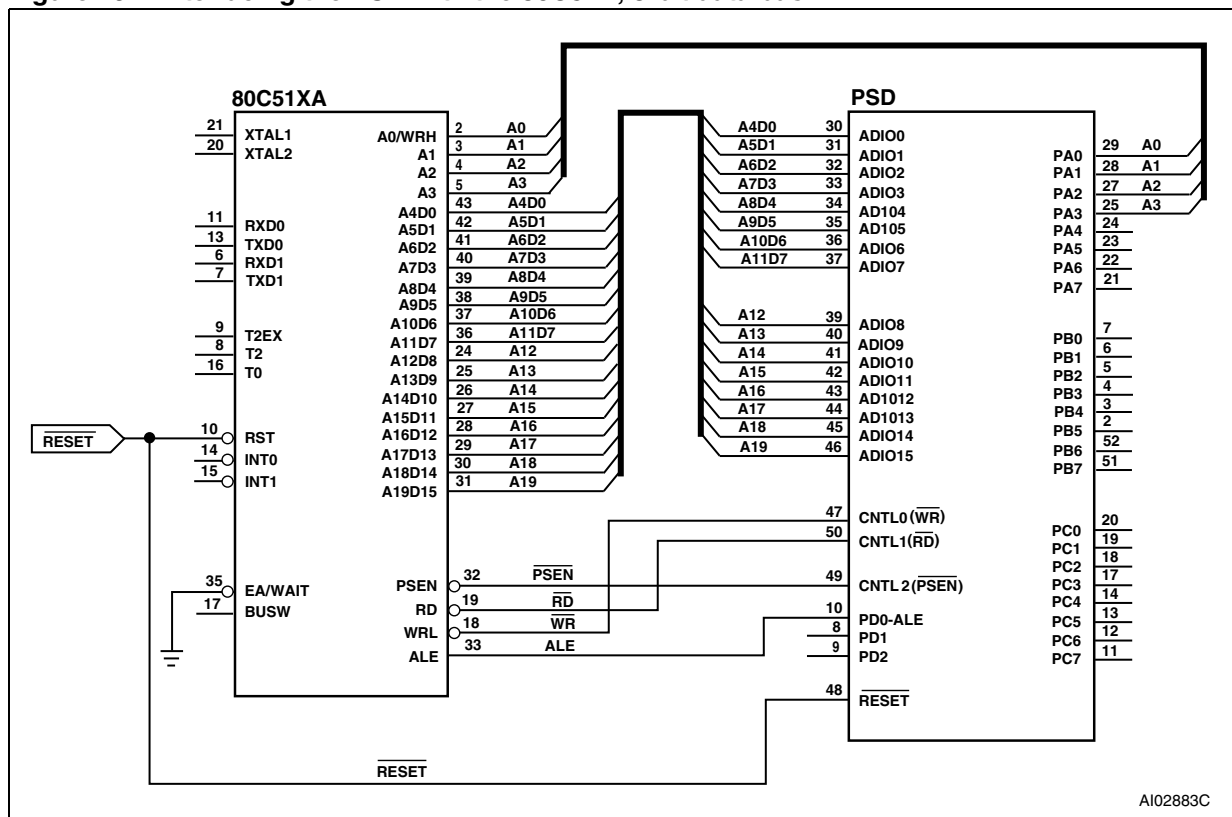 80C51XA
21 XTAL1
20 XTAL2
11 RXD0
13 TXD0
6 RXD1
7 TXD1
9 T2EX
8 T2
16 T0
RESET
10 RST
14 INT0
15 INT1
35 EA/WAIT
17 BUSW
A0/WRH 2 A0
A1 3 A1
A2 4 A2
A3 5 A3
A4D0 43 A4D0
A5D1 42 A5D1
A6D2 41 A6D2
A7D3 40 A7D3
A8D4 39 A8D4
A9D5 38 A9D5
A10D6 37 A10D6
A11D7 36 A11D7
A12D8 24 A12
A13D9 25 A13
A14D10 26 A14
A15D11 27 A15
A16D12 28 A16
A17D13 29 A17
A18D14 30 A18
A19D15 31 A19
PSEN 32 PSEN
RD 19 RD
WRL 18 WR
ALE 33 ALE
RESET
PSD
A4D0 30 ADIO0
A5D1 31 ADIO1
A6D2 32 ADIO2
A7D3 33 ADIO3
A8D4 34 AD104
A9D5 35 AD105
A10D6 36 ADIO6
A11D7 37 ADIO7
A12 39 ADIO8
A13 40 ADIO9
A14 41 ADIO10
A15 42 ADIO11
A16 43 AD1012
A17 44 AD1013
A18 45 ADIO14
A19 46 ADIO15
47 CNTL0(WR)
50 CNTL1(RD)
49 CNTL2(PSEN)
10 PD0-ALE
8 PD1
9 PD2
48 RESET
PA0 29 A0
PA1 28 A1
PA2 27 A2
PA3 25 A3
PA4 24
PA5 23
PA6 22
PA7 21
PB0 7
PB1 6
PB2 5
PB3 4
PB4 3
PB5 2
PB6 52
PB7 51
PC0 20
PC1 19
PC2 18
PC3 17
PC4 14
PC5 13
PC6 12
PC7 11
AI02883C